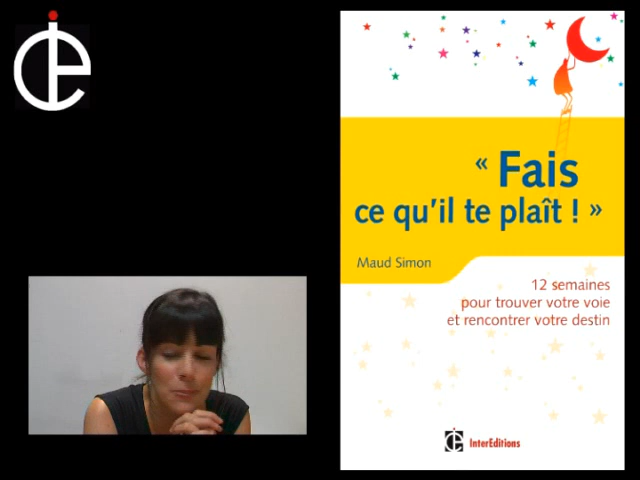 « Fais
ce qu'il te plaît ! »
Maud Simon
12 semaines
pour trouver votre voie
et rencontrer votre destin
InterEditions